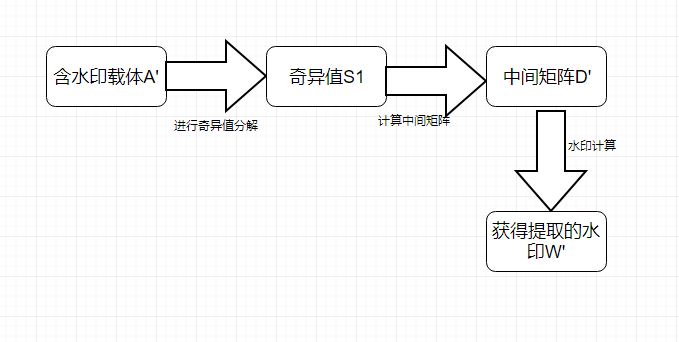 含水印载体A'
奇异值S1
中间矩阵D'
进行奇异值分解
计算中间矩阵
水印计算
获得提取的水
印W'